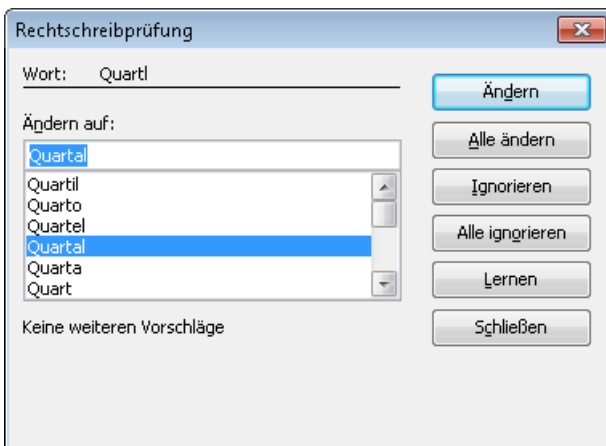 Rechtschreibprüfung
Wort: Quartl
Ändern auf:
Quartal
Quartil
Quarto
Quartel
Quartal
Quarta
Quart
Keine weiteren Vorschläge
Ändern
Alle ändern
Ignorieren
Alle ignorieren
Lernen
Schließen